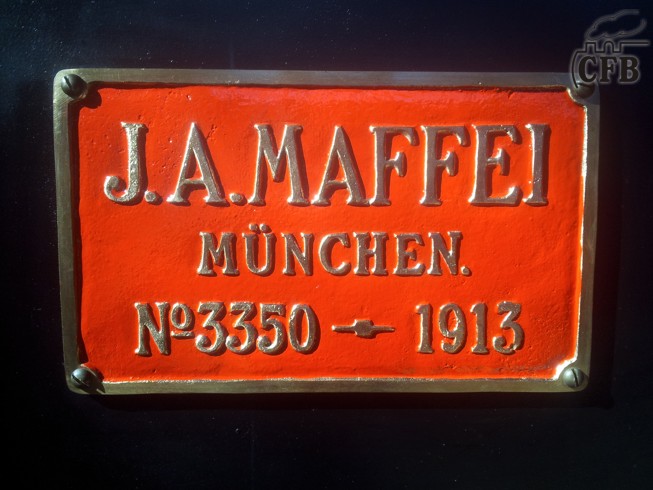 CFB
J.A.MAFFEI
MÜNCHEN.
Nº3350 - 1913